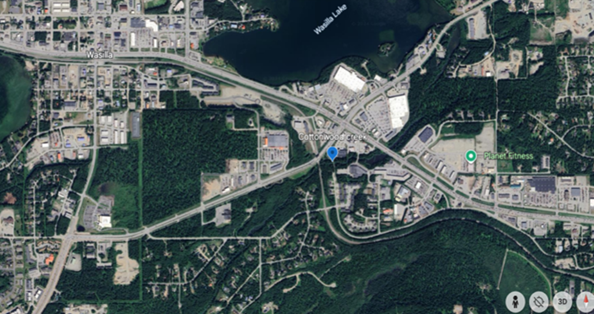 Wasilla Lake
Wasilla
Cottonwood Creek
Planet Fitness
3D